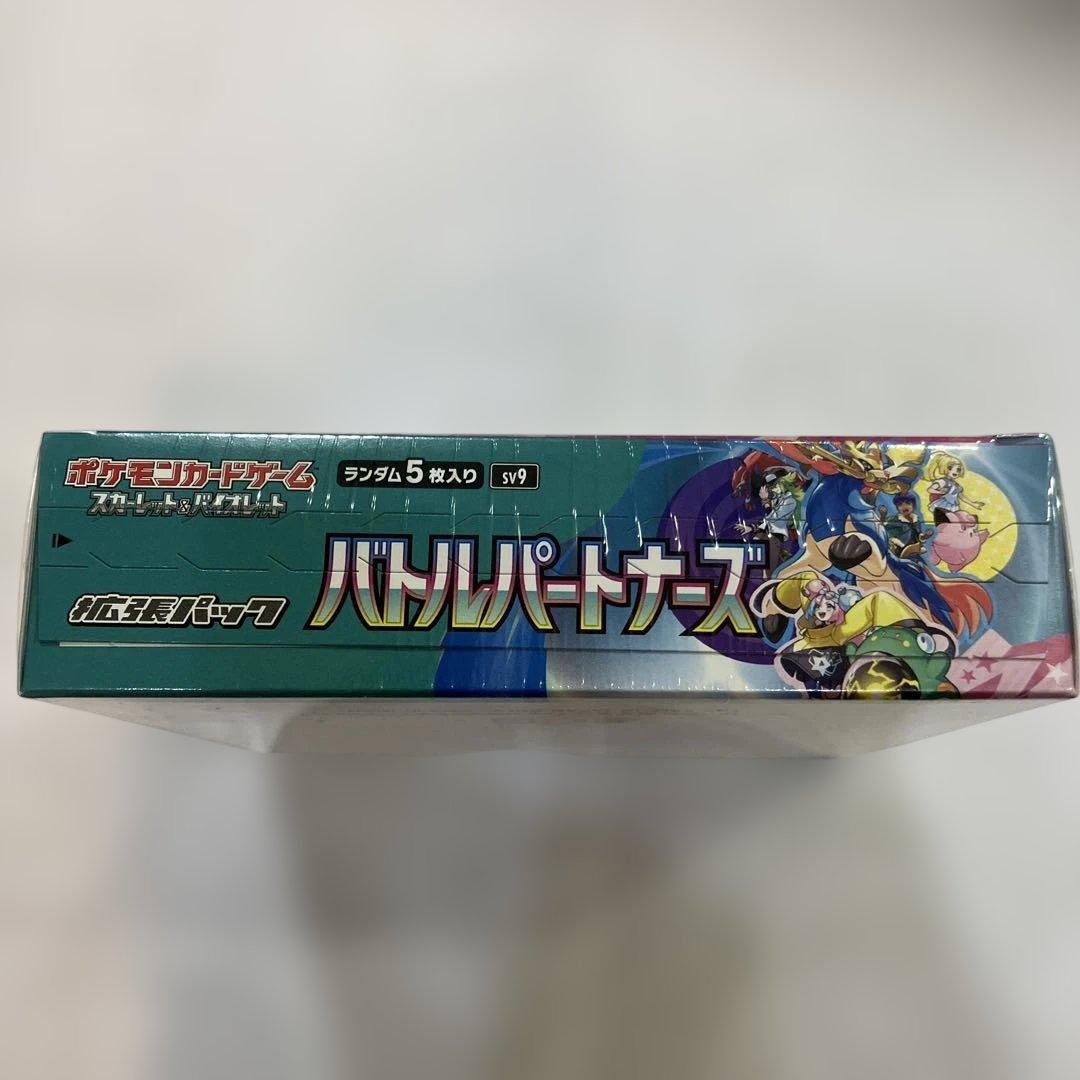 ポケモンカードゲーム
スカーレット&バイオレット
ランダム5枚入り
SV9
拡張パック
バトルパートナーズ